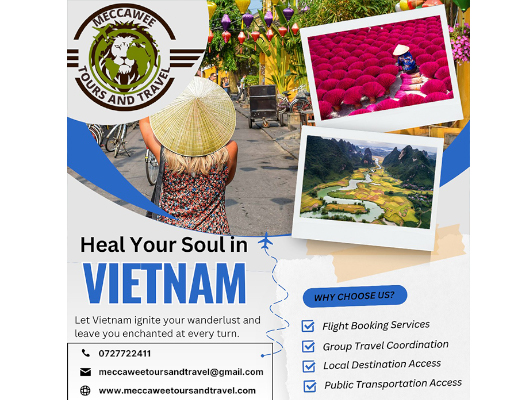 MECCAWEE
TOURS AND TRAVEL
Heal Your Soul in
VIETNAM
Let Vietnam ignite your wanderlust and
leave you enchanted at every turn.
0727722411
meccaweetoursandtravel@gmail.com
www.meccaweetoursandtravel.com
WHY CHOOSE US?
Flight Booking Services
Group Travel Coordination
Local Destination Access
Public Transportation Access